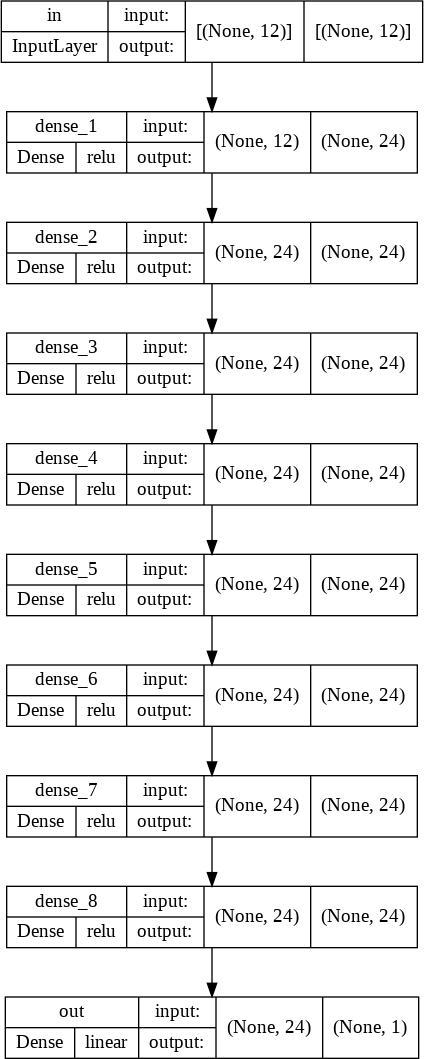 in input: [(None, 12)] [(None, 12)]
InputLayer output:
dense_1 input: (None, 12) (None, 24)
Dense relu output:
dense_2 input: (None, 24) (None, 24)
Dense relu output:
dense_3 input: (None, 24) (None, 24)
Dense relu output:
dense_4 input: (None, 24) (None, 24)
Dense relu output:
dense_5 input: (None, 24) (None, 24)
Dense relu output:
dense_6 input: (None, 24) (None, 24)
Dense relu output:
dense_7 input: (None, 24) (None, 24)
Dense relu output:
dense_8 input: (None, 24) (None, 24)
Dense relu output:
out input: (None, 24) (None, 1)
Dense linear output: